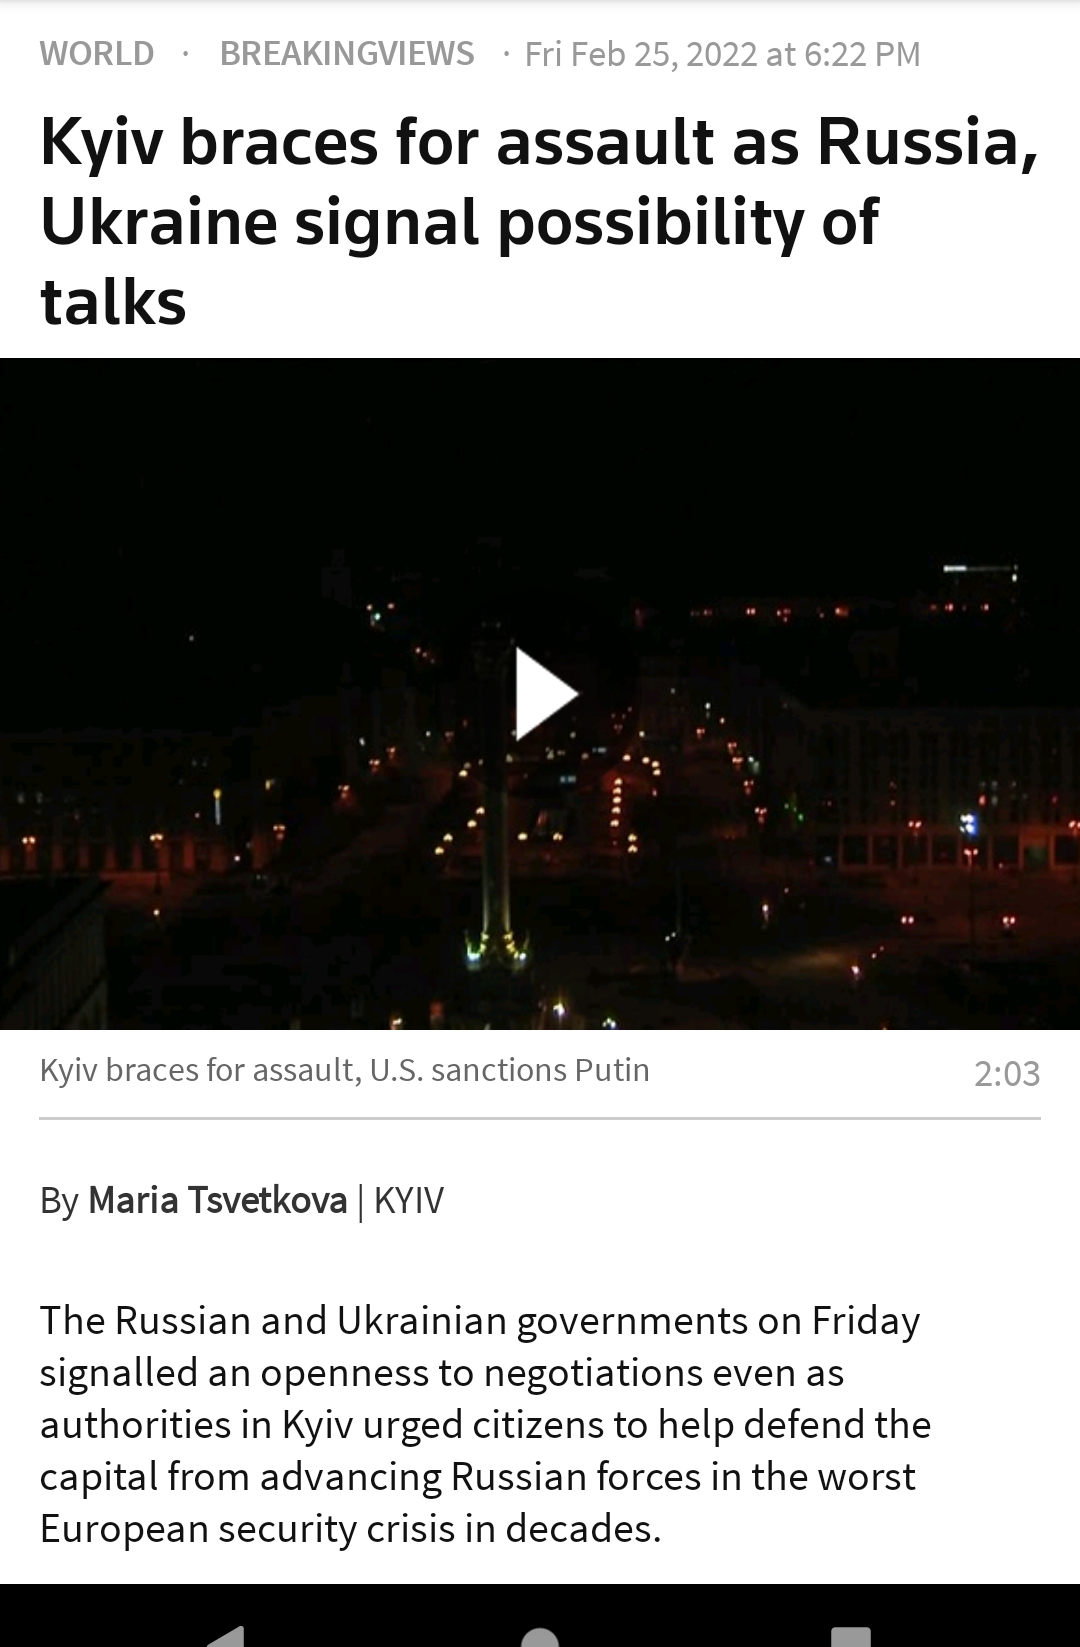 WORLD · BREAKINGVIEWS · Fri Feb 25, 2022 at 6:22 PM
Kyiv braces for assault as Russia,
Ukraine signal possibility of
talks
Kyiv braces for assault, U.S. sanctions Putin 2:03
By Maria Tsvetkova | KYIV
The Russian and Ukrainian governments on Friday
signalled an openness to negotiations even as
authorities in Kyiv urged citizens to help defend the
capital from advancing Russian forces in the worst
European security crisis in decades.